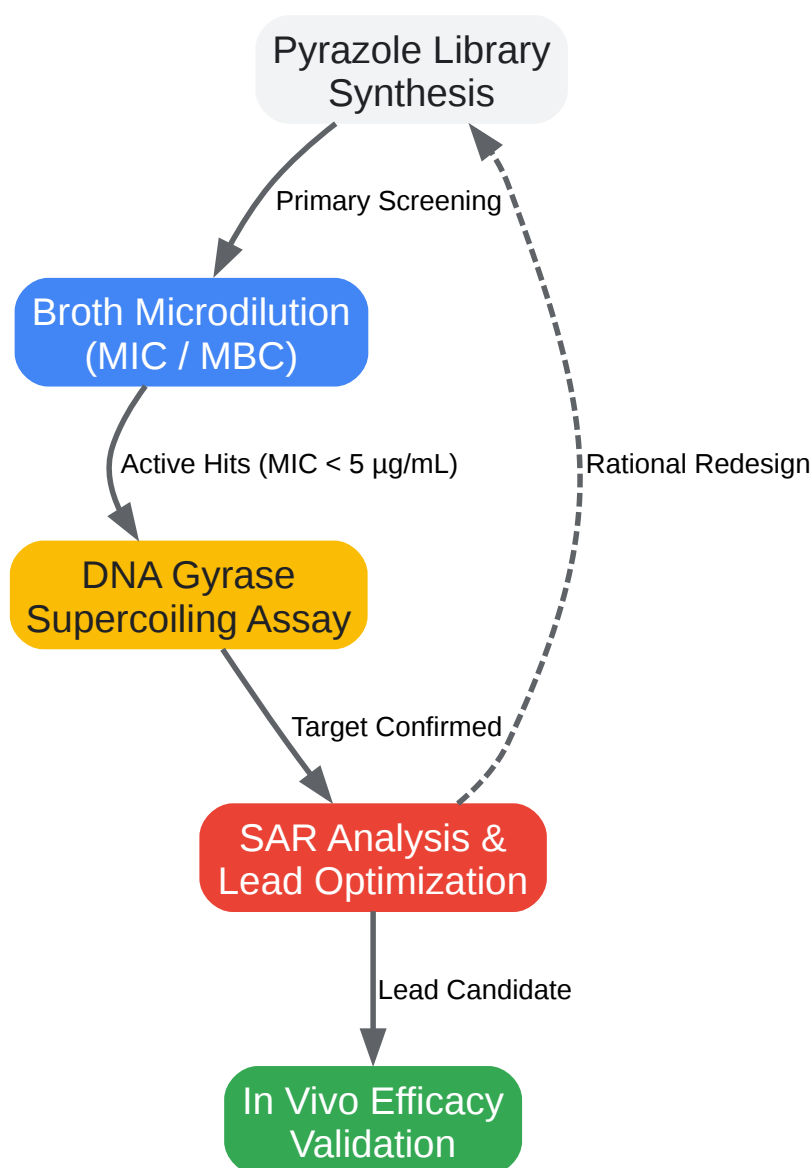 Pyrazole Library
Synthesis
Primary Screening
Broth Microdilution
(MIC / MBC)
Active Hits (MIC < 5 µg/mL)
Rational Redesign
DNA Gyrase
Supercoiling Assay
Target Confirmed
SAR Analysis &
Lead Optimization
Lead Candidate
In Vivo Efficacy
Validation